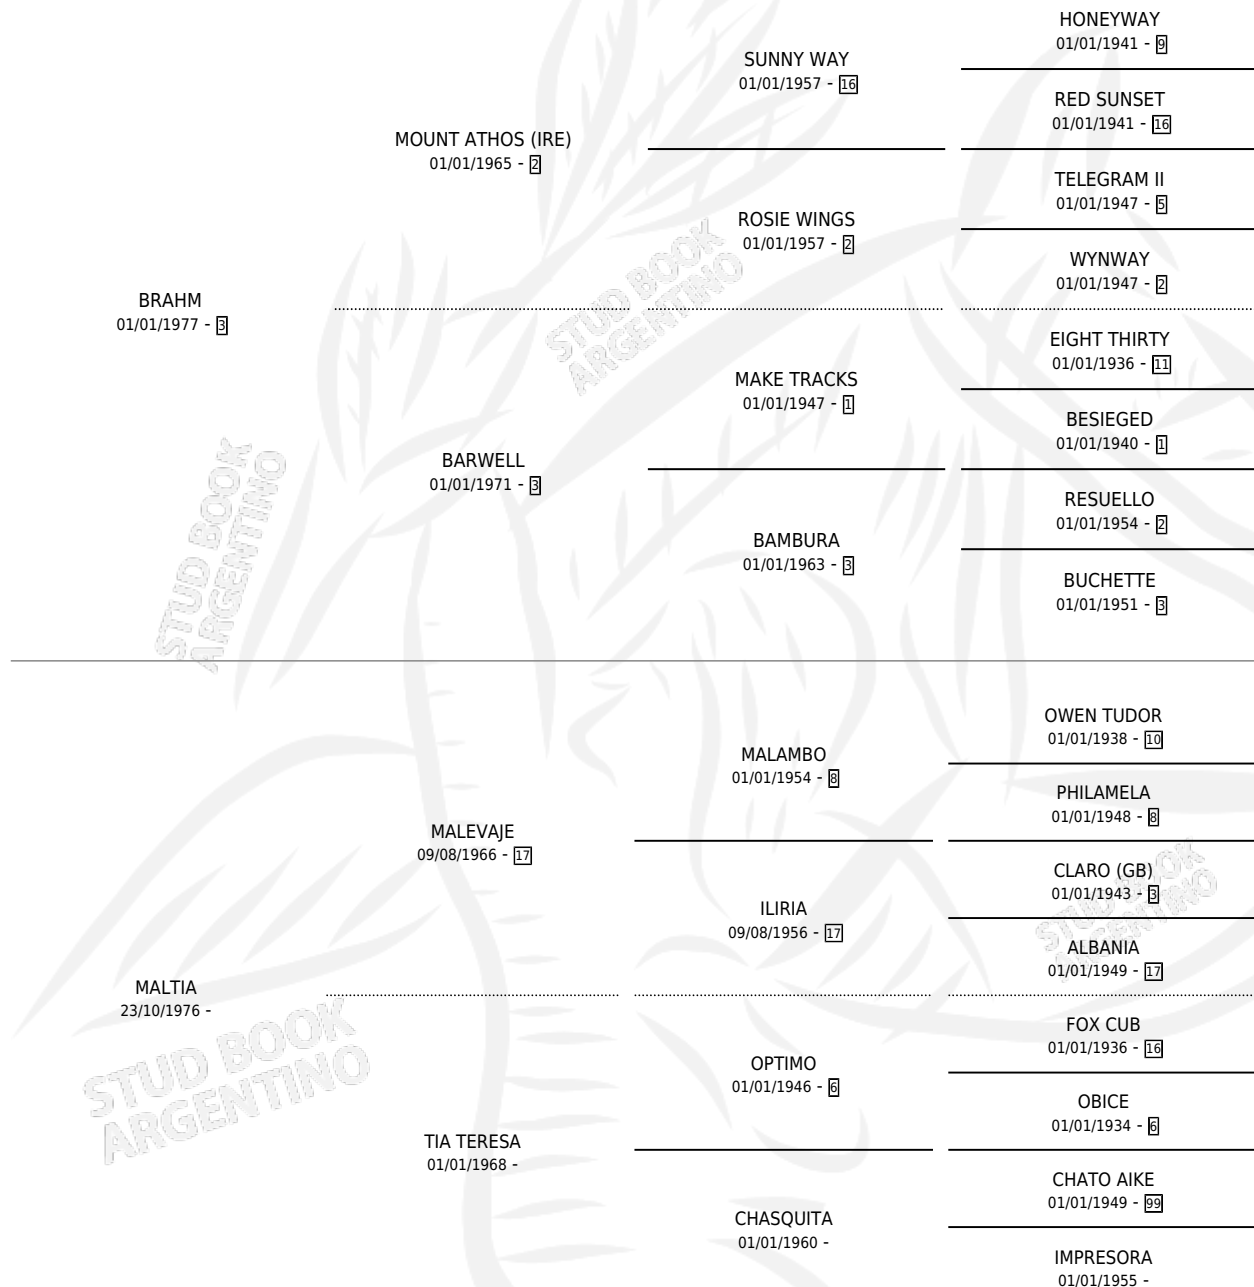 HONEYWAY
01/01/1941 - 9
SUNNY WAY
01/01/1957 - 16
RED SUNSET
01/01/1941 - 16
MOUNT ATHOS (IRE)
01/01/1965 - 2
TELEGRAM II
01/01/1947 - 5
ROSIE WINGS
01/01/1957 - 2
WYNWAY
01/01/1947 - 2
BRAHM
01/01/1977 - 3
EIGHT THIRTY
01/01/1936 - 11
MAKE TRACKS
01/01/1947 - 1
BESIEGED
01/01/1940 - 1
BARWELL
01/01/1971 - 3
RESUELLO
01/01/1954 - 2
BAMBURA
01/01/1963 - 3
BUCHETTE
01/01/1951 - 3
OWEN TUDOR
01/01/1938 - 10
MALAMBO
01/01/1954 - 8
PHILAMELA
01/01/1948 - 8
MALEVAJE
09/08/1966 - 17
CLARO (GB)
01/01/1943 - 3
ILIRIA
09/08/1956 - 17
ALBANIA
01/01/1949 - 17
MALTIA
23/10/1976 -
FOX CUB
01/01/1936 - 16
OPTIMO
01/01/1946 - 6
OBICE
01/01/1934 - 6
TIA TERESA
01/01/1968 -
CHATO AIKE
01/01/1949 - 99
CHASQUITA
01/01/1960 -
IMPRESORA
01/01/1955 -
STUD BOOK
ARGENTINO
STUD BOOK
ARGENTINO
STUD BOOK
ARGENTINO
STUD BOOK
ARGENTINO